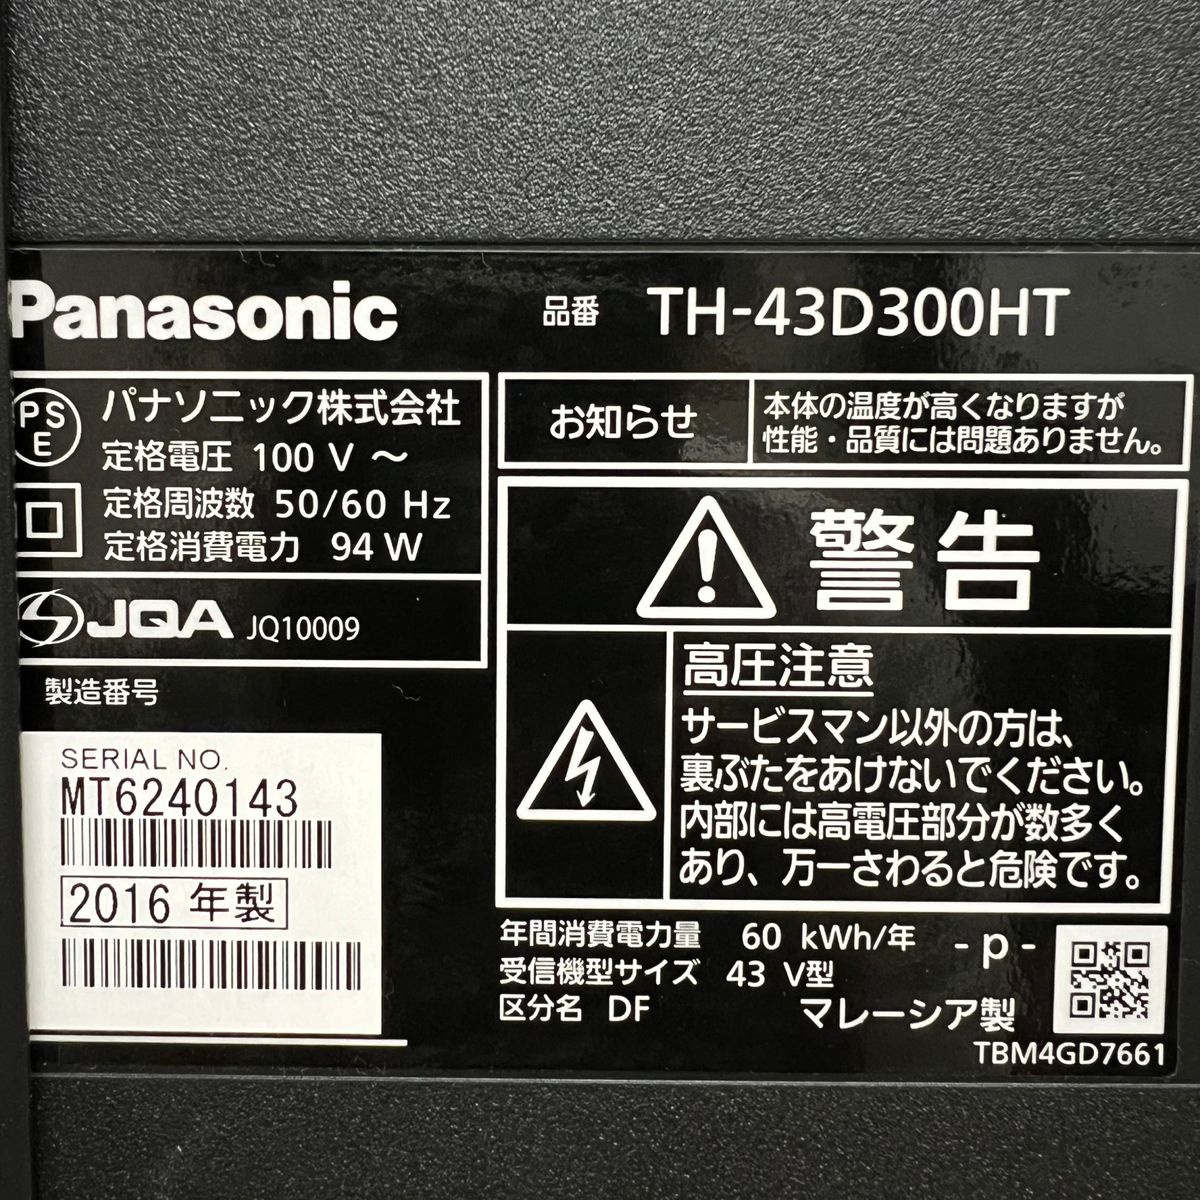 Panasonic
品番 TH-43D300HT
PS
E
パナソニック株式会社
定格電圧 100 V ～
定格周波数 50/60 Hz
定格消費電力 94 W
JQA JQ10009
製造番号
SERIAL NO.
MT6240143
2016 年製
お知らせ
本体の温度が高くなりますが
性能・品質には問題ありません。
警告
高圧注意
サービスマン以外の方は、
裏ぶたをあけないでください。
内部には高電圧部分が数多く
あり、万一さわると危険です。
年間消費電力量 60 kWh/年 - p -
受信機型サイズ 43 V型
区分名 DF
マレーシア製
TBM4GD7661